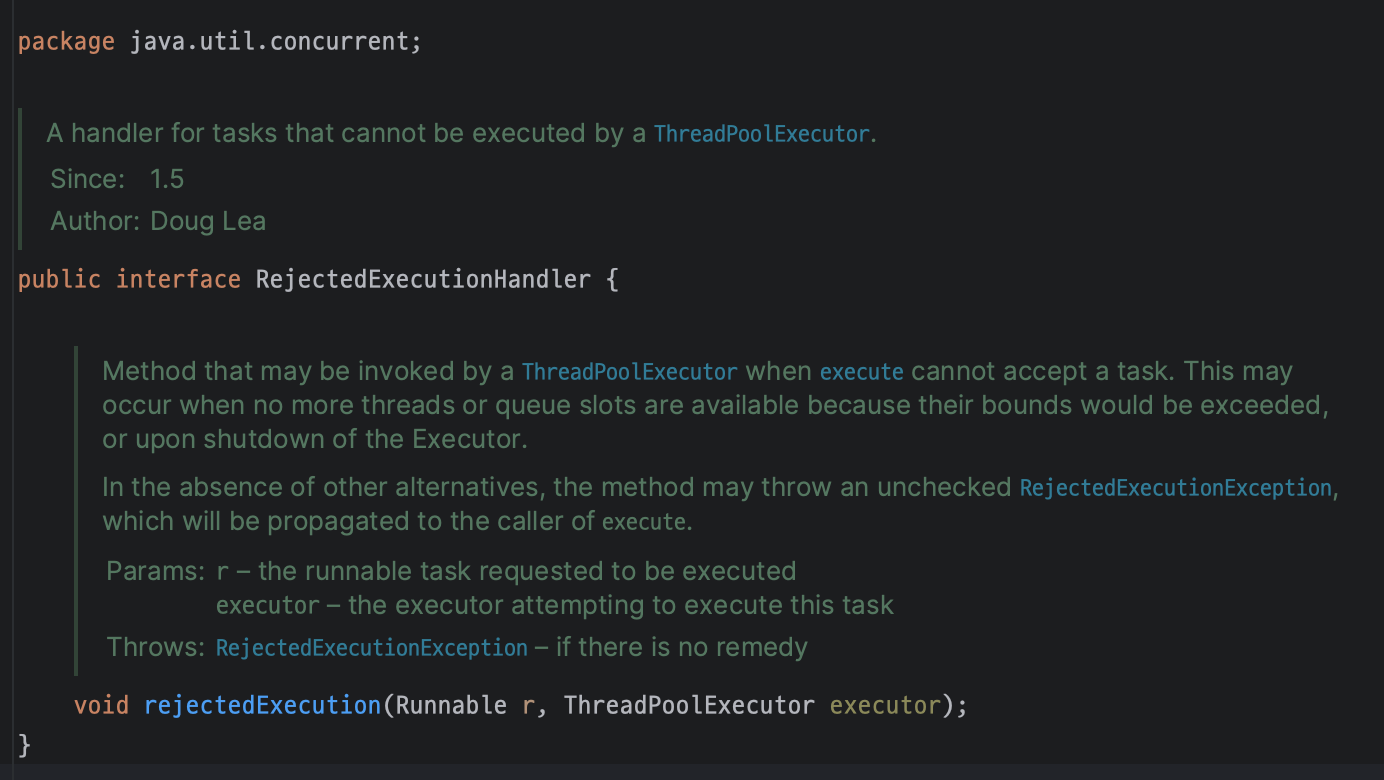 package java.util.concurrent;
A handler for tasks that cannot be executed by a ThreadPoolExecutor.
Since: 1.5
Author: Doug Lea
public interface RejectedExecutionHandler {
Method that may be invoked by a ThreadPoolExecutor when execute cannot accept a task. This may
occur when no more threads or queue slots are available because their bounds would be exceeded,
or upon shutdown of the Executor.
In the absence of other alternatives, the method may throw an unchecked RejectedExecutionException,
which will be propagated to the caller of execute.
Params: r – the runnable task requested to be executed
executor – the executor attempting to execute this task
Throws: RejectedExecutionException – if there is no remedy
void rejectedExecution(Runnable r, ThreadPoolExecutor executor);
}